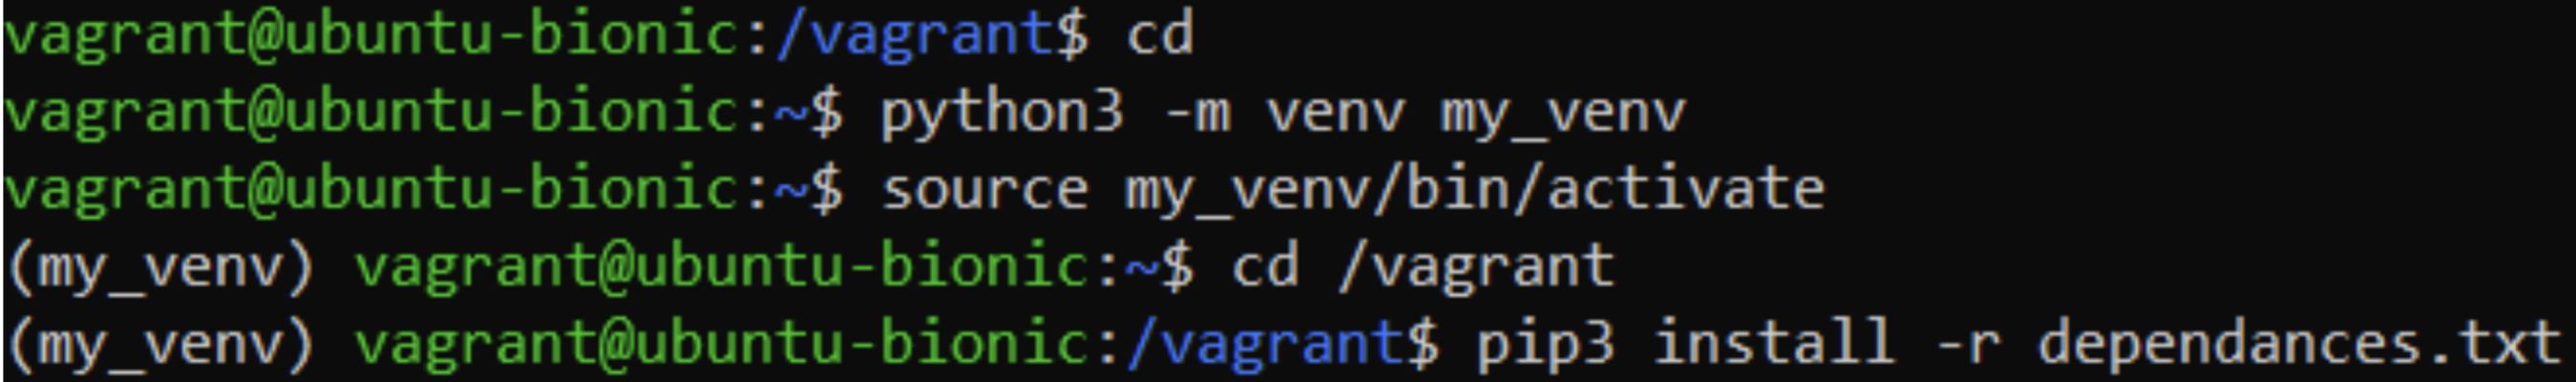 vagrant@ubuntu-bionic:/vagrant$ cd
vagrant@ubuntu-bionic:~$ python3 -m venv my_venv
vagrant@ubuntu-bionic:~$ source my_venv/bin/activate
(my_venv) vagrant@ubuntu-bionic:~$ cd /vagrant
(my_venv) vagrant@ubuntu-bionic:/vagrant$ pip3 install -r dependances.txt